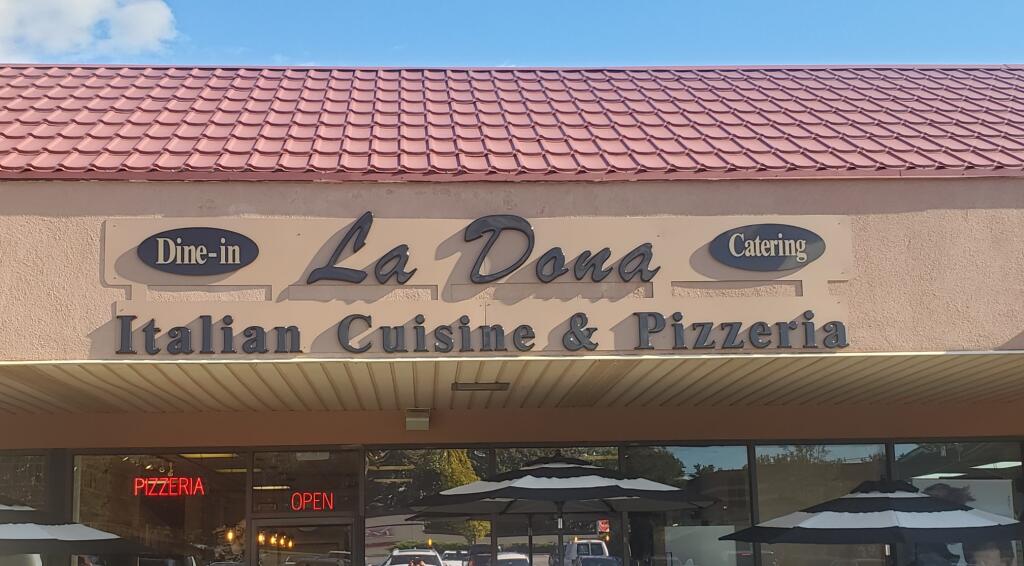 Dine-in
La Dona
Catering
Italian Cuisine & Pizzeria
PIZZERIA
OPEN